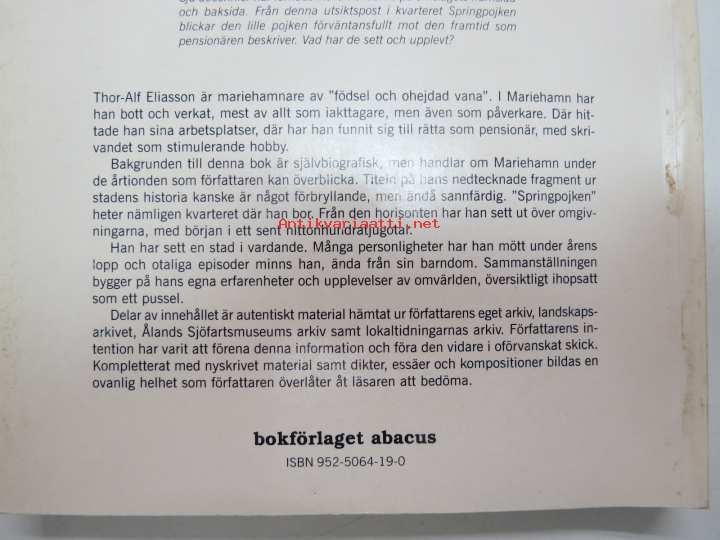 och baksida. Från denna utsiktspost i kvarteret Springpojken
blickar den lille pojken förväntansfullt mot den framtid som
pensionären beskriver. Vad har de sett och upplevt?
Thor-Alf Eliasson är mariehamnare av "födsel och ohejdad vana". I Mariehamn har
han bott och verkat, mest av allt som iakttagare, men även som påverkare. Där hit-
tade han sina arbetsplatser, där har han funnit sig till rätta som pensionär, med skri-
vandet som stimulerande hobby.
Bakgrunden till denna bok är självbiografisk, men handlar om Mariehamn under
de årtionden som författaren kan överblicka. Titeln på hans nedtecknade fragment ur
stadens historia kanske är något förbryllande, men ändå sannfärdig. "Springpojken"
heter nämligen kvarteret där han bor. Från den horisonten har han sett ut över omgiv-
ningarna, med början i ett sent nittonhundratjugotal.
Antikvariaatti.net
Han har sett en stad i vardande. Många personligheter har han mött under årens
lopp och otaliga episoder minns han, ända från sin barndom. Sammanställningen
bygger på hans egna erfarenheter och upplevelser av omvärlden, översiktligt ihopsatt
som ett pussel.
Delar av innehållet är autentiskt material hämtat ur författarens eget arkiv, landskaps-
arkivet, Ålands Sjöfartsmuseums arkiv samt lokaltidningarnas arkiv. Författarens in-
tention har varit att förena denna information och föra den vidare i oförvanskat skick.
Kompletterat med nyskrivet material samt dikter, essäer och kompositioner bildas en
ovanlig helhet som författaren överlåter åt läsaren att bedöma.
bokförlaget abacus
ISBN 952-5064-19-0